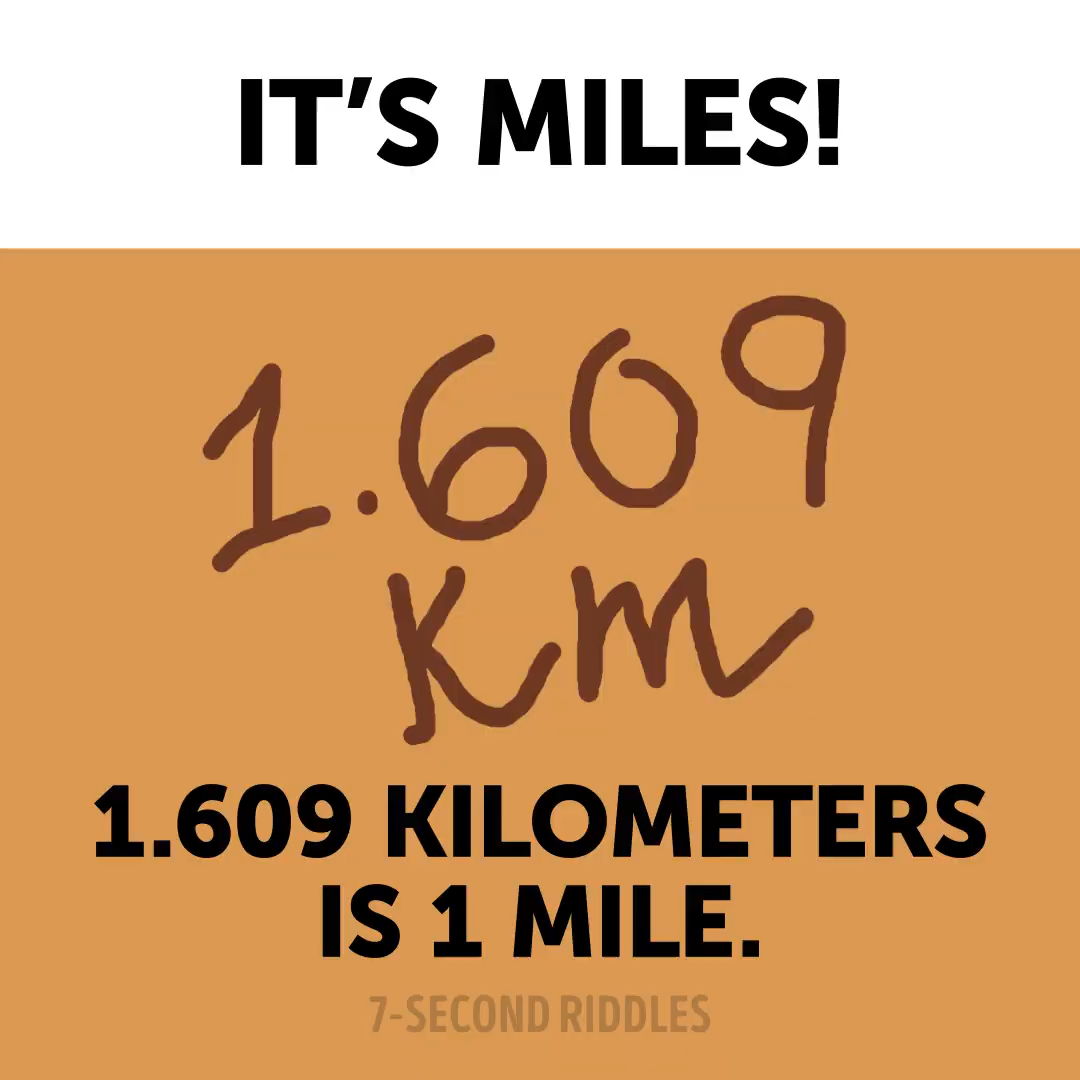 IT'S MILES!
1.609
Km
1.609 KILOMETERS
IS 1 MILE.
7-SECOND RIDDLES